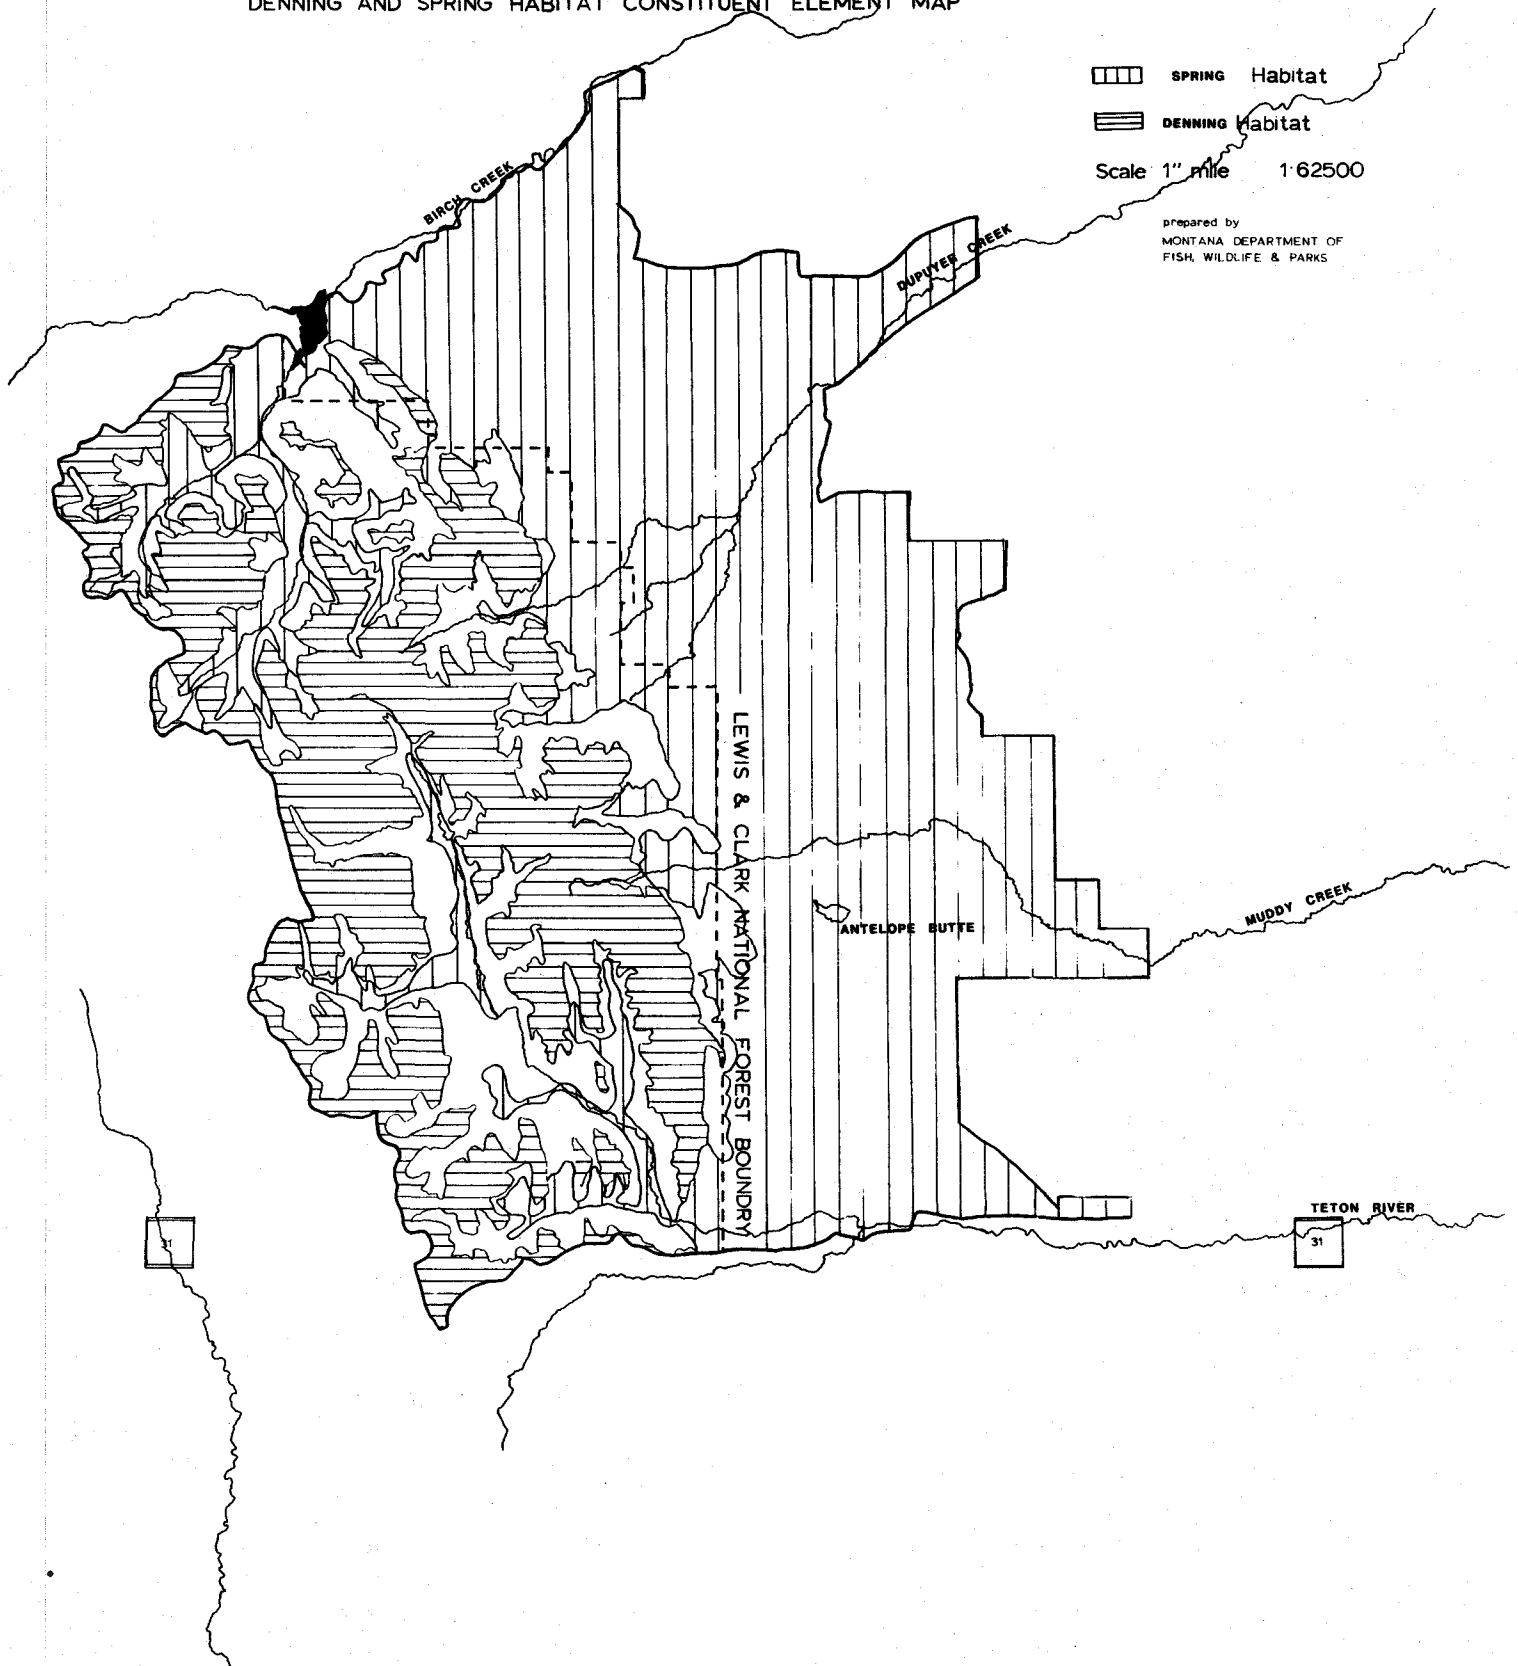 DENNING AND SPRING HABITAT CONSTITUENT ELEMENT MAP
SPRING Habitat
DENNING Habitat
Scale 1" mile 1:62500
prepared by
MONTANA DEPARTMENT OF
FISH, WILDLIFE & PARKS
BIRCH CREEK
DUPUYER CREEK
LEWIS & CLARK NATIONAL FOREST BOUNDRY
ANTELOPE BUTTE
MUDDY CREEK
TETON RIVER
31
31